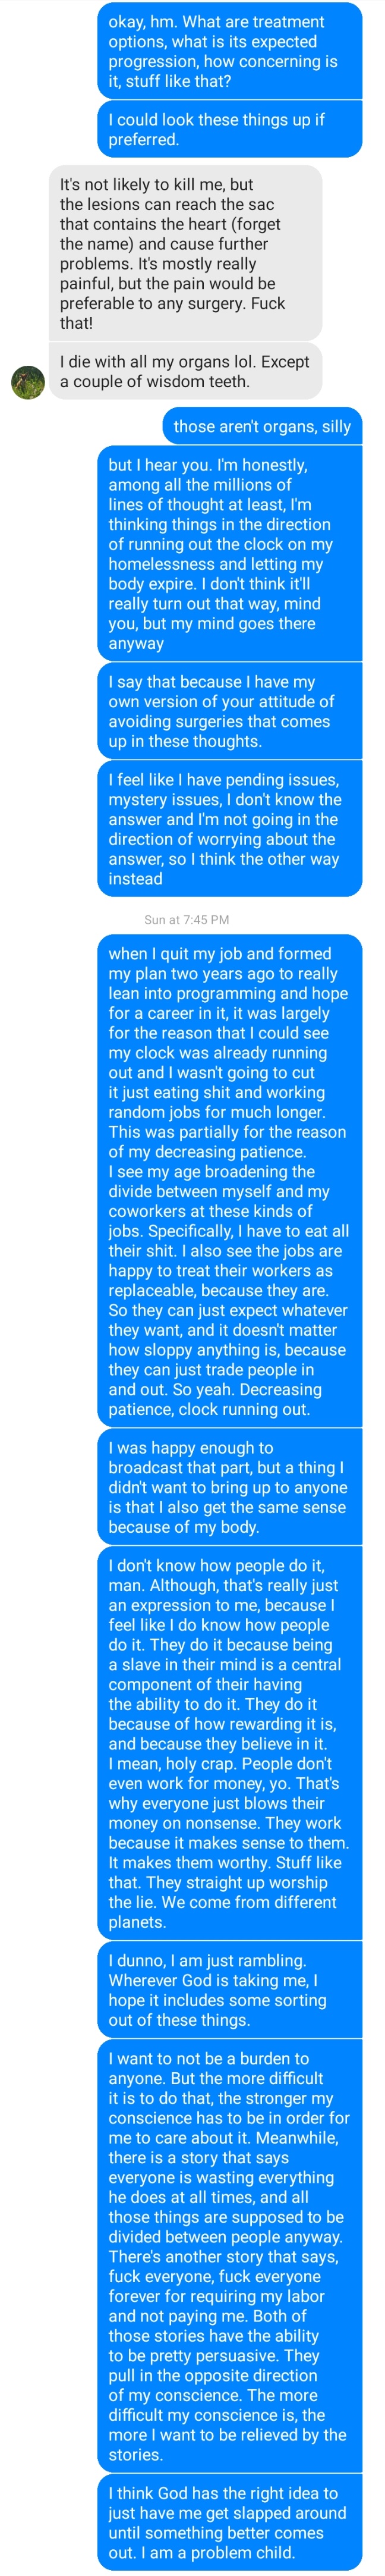 okay, hm. What are treatment
options, what is its expected
progression, how concerning is
it, stuff like that?
I could look these things up if
preferred.
It's not likely to kill me, but
the lesions can reach the sac
that contains the heart (forget
the name) and cause further
problems. It's mostly really
painful, but the pain would be
preferable to any surgery. Fuck
that!
I die with all my organs lol. Except
a couple of wisdom teeth.
those aren't organs, silly
but I hear you. I'm honestly,
among all the millions of
lines of thought at least, I'm
thinking things in the direction
of running out the clock on my
homelessness and letting my
body expire. I don't think it'll
really turn out that way, mind
you, but my mind goes there
anyway
I say that because I have my
own version of your attitude of
avoiding surgeries that comes
up in these thoughts.
I feel like I have pending issues,
mystery issues, I don't know the
answer and I'm not going in the
direction of worrying about the
answer, so I think the other way
instead
Sun at 7:45 PM
when I quit my job and formed
my plan two years ago to really
lean into programming and hope
for a career in it, it was largely
for the reason that I could see
my clock was already running
out and I wasn't going to cut
it just eating shit and working
random jobs for much longer.
This was partially for the reason
of my decreasing patience.
I see my age broadening the
divide between myself and my
coworkers at these kinds of
jobs. Specifically, I have to eat all
their shit. I also see the jobs are
happy to treat their workers as
replaceable, because they are.
So they can just expect whatever
they want, and it doesn't matter
how sloppy anything is, because
they can just trade people in
and out. So yeah. Decreasing
patience, clock running out.
I was happy enough to
broadcast that part, but a thing I
didn't want to bring up to anyone
is that I also get the same sense
because of my body.
I don't know how people do it,
man. Although, that's really just
an expression to me, because I
feel like I do know how people
do it. They do it because being
a slave in their mind is a central
component of their having
the ability to do it. They do it
because of how rewarding it is,
and because they believe in it.
I mean, holy crap. People don't
even work for money, yo. That's
why everyone just blows their
money on nonsense. They work
because it makes sense to them.
It makes them worthy. Stuff like
that. They straight up worship
the lie. We come from different
planets.
I dunno, I am just rambling.
Wherever God is taking me, I
hope it includes some sorting
out of these things.
I want to not be a burden to
anyone. But the more difficult
it is to do that, the stronger my
conscience has to be in order for
me to care about it. Meanwhile,
there is a story that says
everyone is wasting everything
he does at all times, and all
those things are supposed to be
divided between people anyway.
There's another story that says,
fuck everyone, fuck everyone
forever for requiring my labor
and not paying me. Both of
those stories have the ability
to be pretty persuasive. They
pull in the opposite direction
of my conscience. The more
difficult my conscience is, the
more I want to be relieved by the
stories.
I think God has the right idea to
just have me get slapped around
until something better comes
out. I am a problem child.